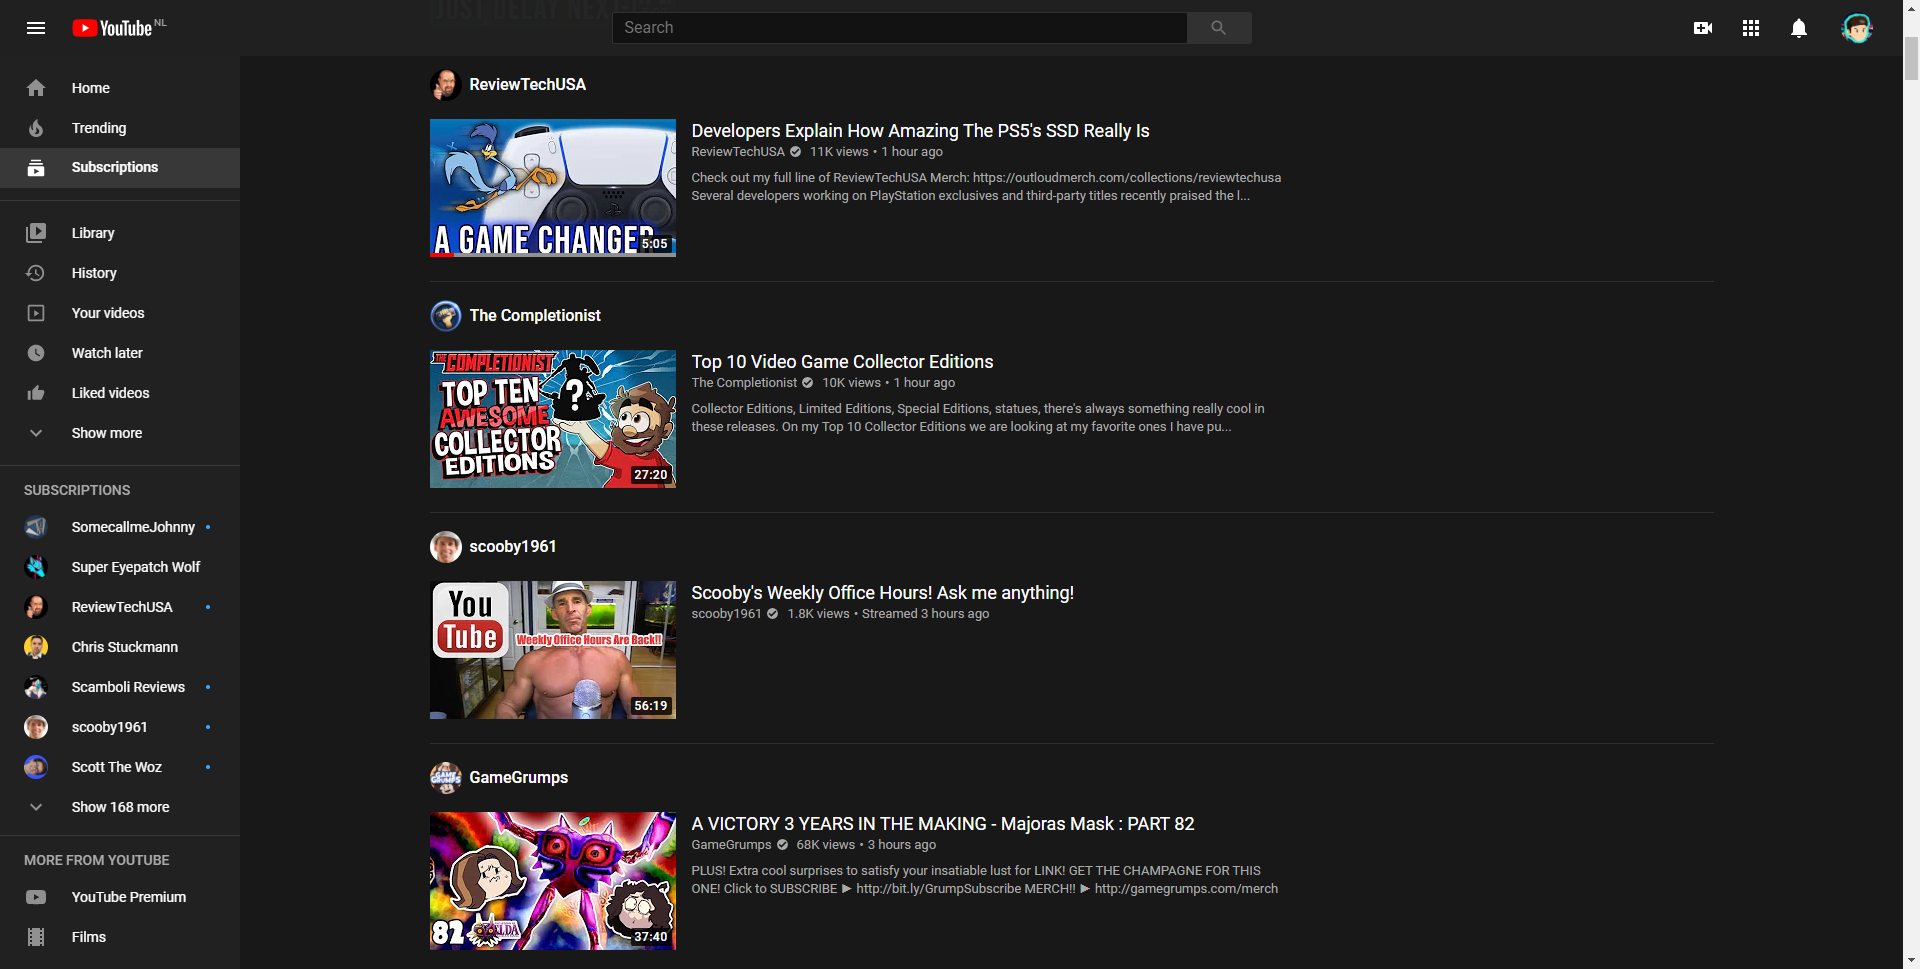 JUST DELAY NEXT
YouTube NL
Search
Home
Trending
Subscriptions
Library
History
Your videos
Watch later
Liked videos
Show more
SUBSCRIPTIONS
SomecallmeJohnny
Super Eyepatch Wolf
ReviewTechUSA
Chris Stuckmann
Scamboli Reviews
scooby1961
Scott The Woz
Show 168 more
MORE FROM YOUTUBE
YouTube Premium
Films
ReviewTechUSA
A GAME CHANGER
5:05
Developers Explain How Amazing The PS5's SSD Really Is
ReviewTechUSA 11K views • 1 hour ago
Check out my full line of ReviewTechUSA Merch: https://outloudmerch.com/collections/reviewtechusa
Several developers working on PlayStation exclusives and third-party titles recently praised the l...
The Completionist
THE COMPLETIONIST
TOP TEN
AWESOME
COLLECTOR
EDITIONS
?
27:20
Top 10 Video Game Collector Editions
The Completionist 10K views • 1 hour ago
Collector Editions, Limited Editions, Special Editions, statues, there's always something really cool in
these releases. On my Top 10 Collector Editions we are looking at my favorite ones I have pu...
scooby1961
You
Tube
Weekly Office Hours Are Back!!
56:19
Scooby's Weekly Office Hours! Ask me anything!
scooby1961 1.8K views • Streamed 3 hours ago
GAME GRUMPS
GameGrumps
82
ZELDA
37:40
A VICTORY 3 YEARS IN THE MAKING - Majoras Mask : PART 82
GameGrumps 68K views • 3 hours ago
PLUS! Extra cool surprises to satisfy your insatiable lust for LINK! GET THE CHAMPAGNE FOR THIS
ONE! Click to SUBSCRIBE ► http://bit.ly/GrumpSubscribe MERCH!! ► http://gamegrumps.com/merch